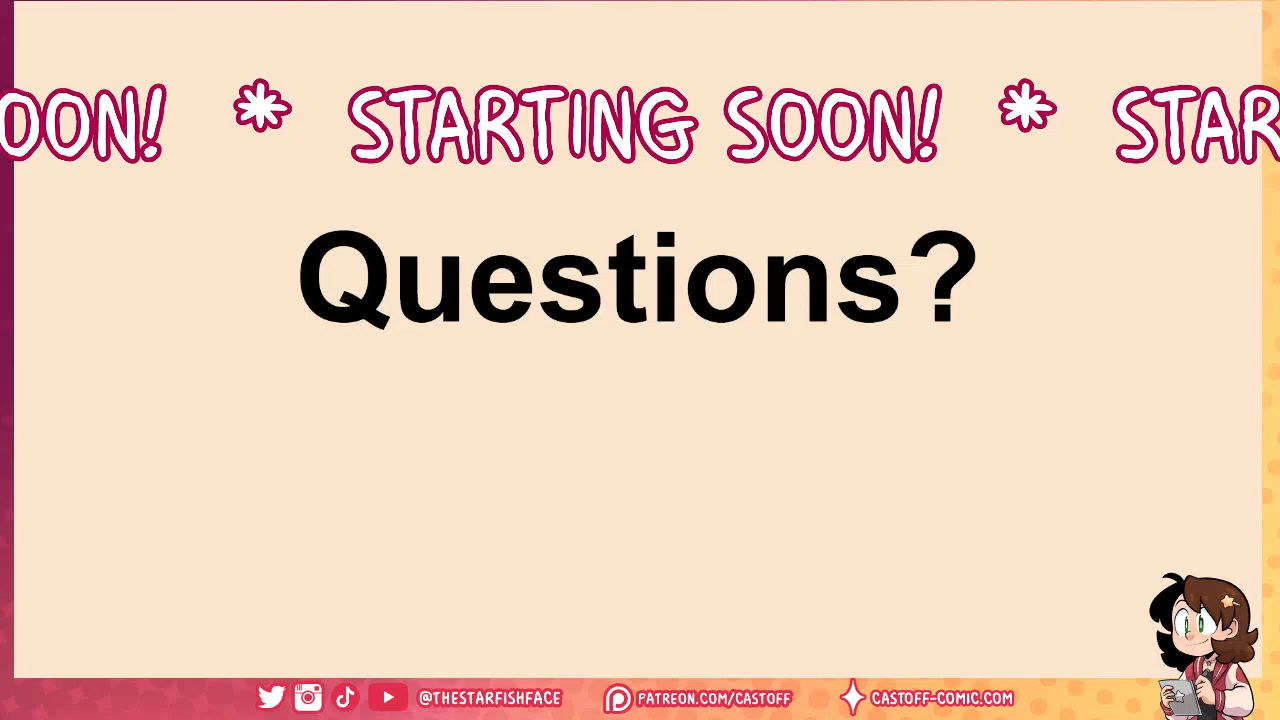 OON! * STARTING SOON! * STAR
Questions?
@THESTARFISHFACE PATREON.COM/CASTOFF CASTOFF-COMIC.COM